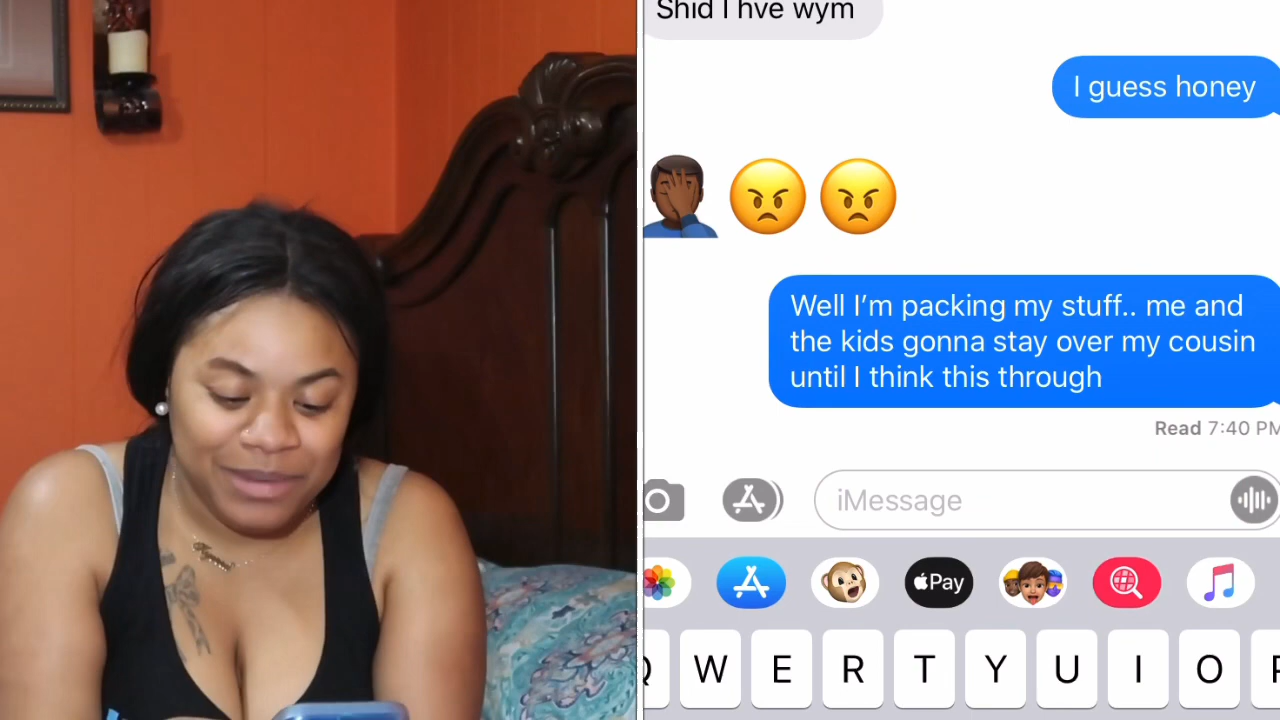 Shid I hve wym
I guess honey
Well I’m packing my stuff.. me and
the kids gonna stay over my cousin
until I think this through
Read 7:40 PM
iMessage
Pay
Q W E R T Y U I O P